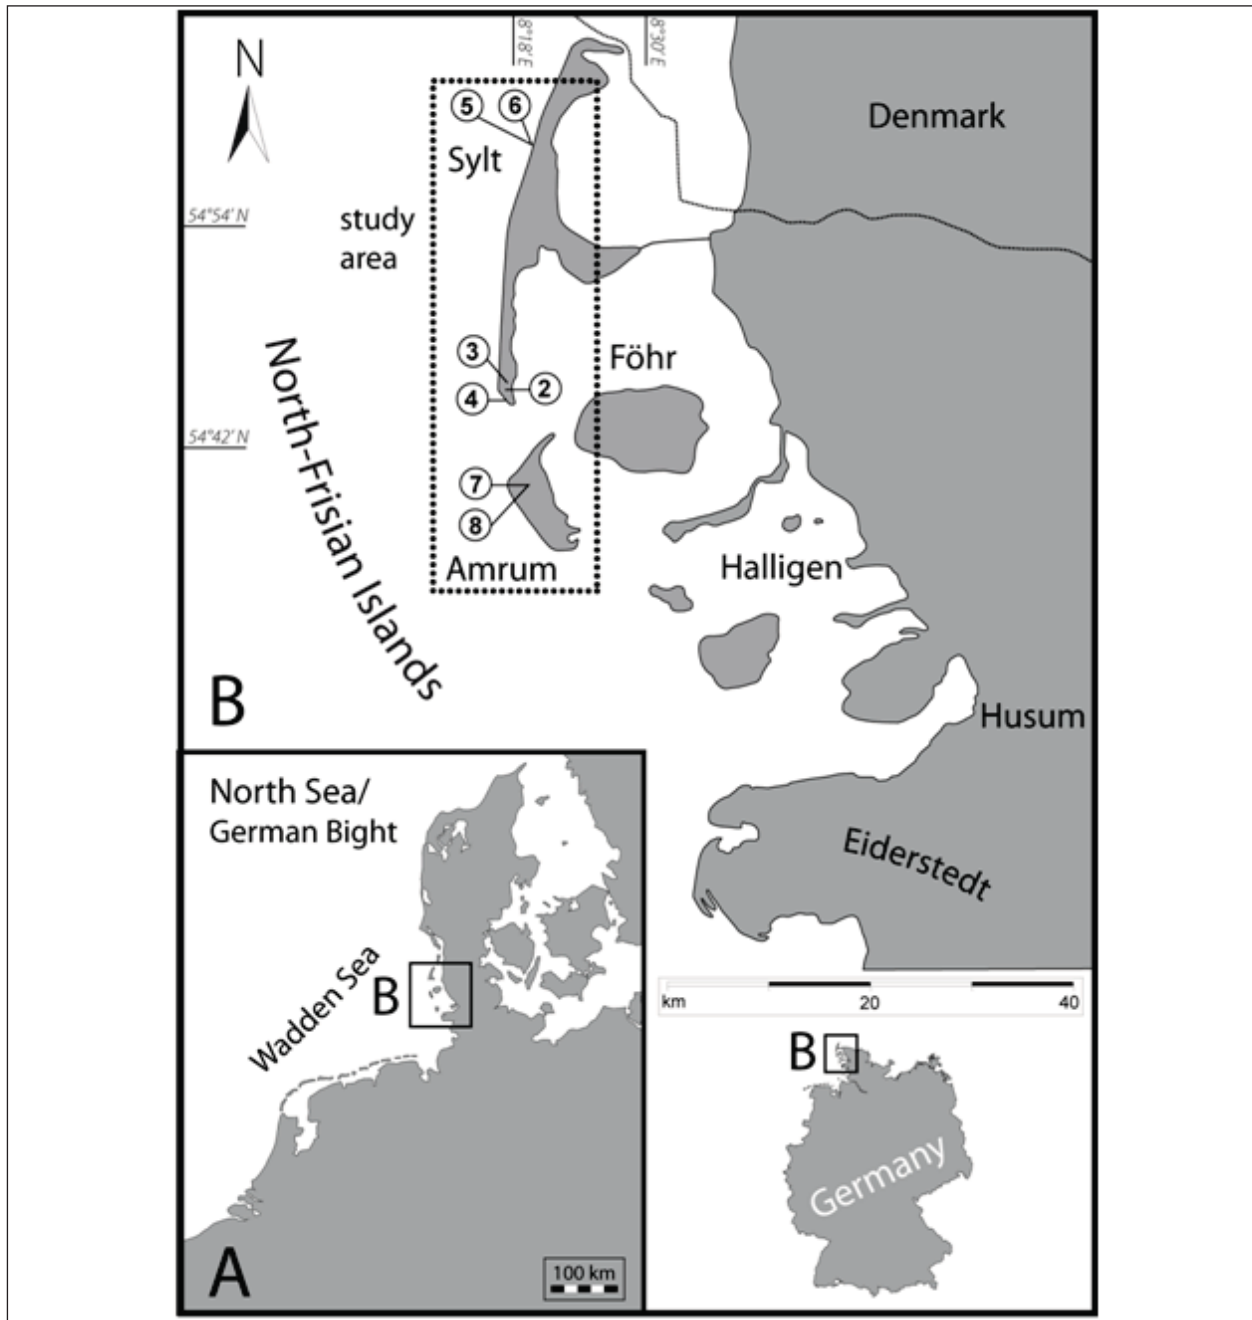 8°18' E
8°30' E
N
Denmark
5
6
Sylt
54°54' N
study
area
3
Föhr
2
4
54°42' N
North-Frisian Islands
7
8
Amrum
Halligen
B
Husum
North Sea/
German Bight
Eiderstedt
Wadden Sea
B
km
20
40
B
Germany
A
100 km